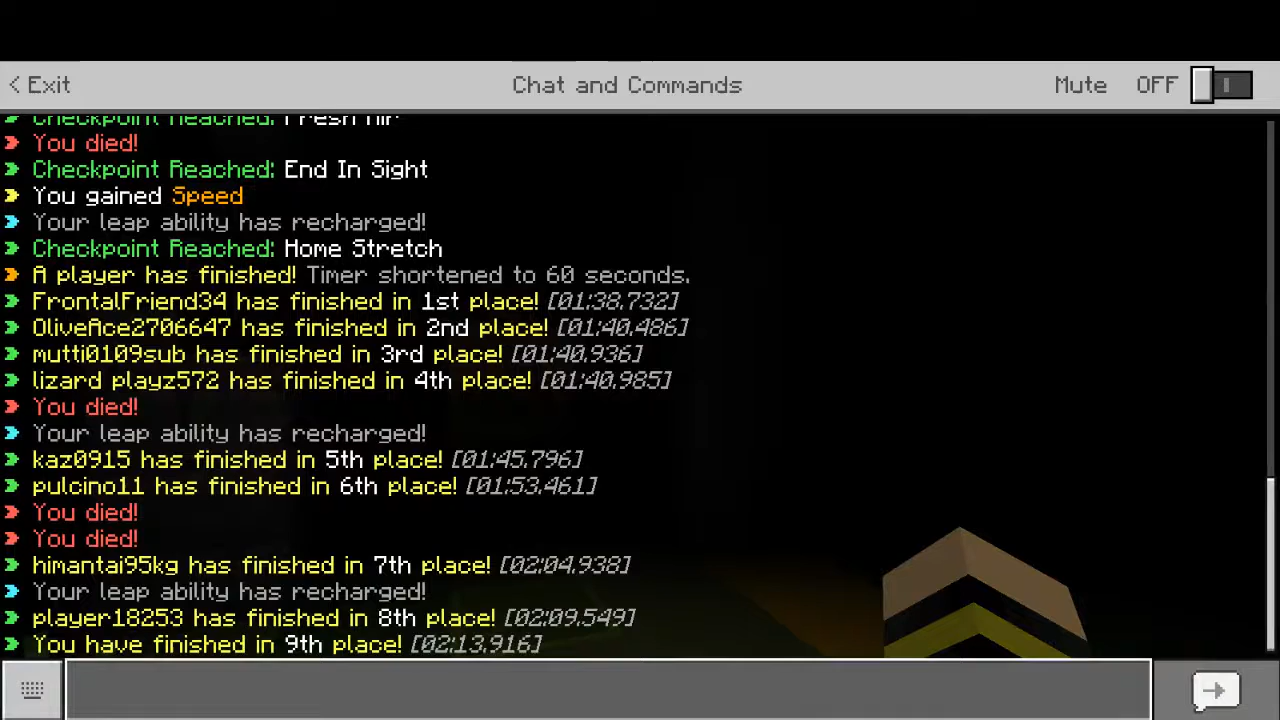 < Exit
Chat and Commands
Mute OFF
Checkpoint Reached: Fresh Air
You died!
Checkpoint Reached: End In Sight
You gained Speed
Your leap ability has recharged!
Checkpoint Reached: Home Stretch
A player has finished! Timer shortened to 60 seconds.
FrontalFriend34 has finished in 1st place! [01:38.732]
OliveAce2706647 has finished in 2nd place! [01:40.486]
mutti0109sub has finished in 3rd place! [01:40.936]
lizard playz572 has finished in 4th place! [01:40.985]
You died!
Your leap ability has recharged!
kaz0915 has finished in 5th place! [01:45.796]
pulcino11 has finished in 6th place! [01:53.461]
You died!
You died!
himantai95kg has finished in 7th place! [02:04.938]
Your leap ability has recharged!
player18253 has finished in 8th place! [02:09.549]
You have finished in 9th place! [02:13.916]